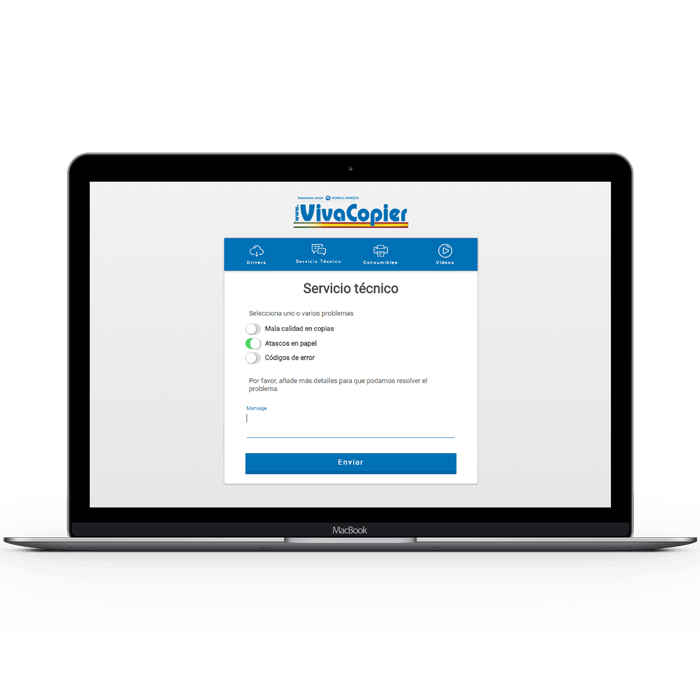 Distribuidor oficial KONICA MINOLTA
www.VivaCopier
Drivers Servicio Técnico Consumibles Vídeos
Servicio técnico
Selecciona uno o varios problemas
Mala calidad en copias
Atascos en papel
Códigos de error
Por favor, añade más detalles para que podamos resolver el
problema
Mensaje
Enviar
MacBook